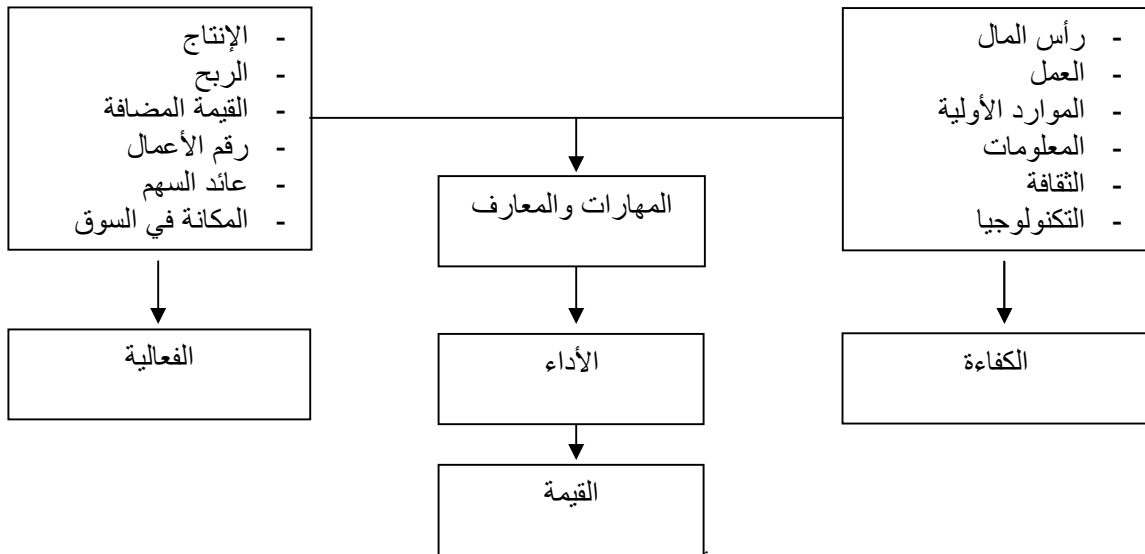 - رأس المال
- العمل
- الموارد الأولية
- المعلومات
- الثقافة
- التكنولوجيا
- الإنتاج
- الربح
- القيمة المضافة
- رقم الأعمال
- عائد السهم
- المكانة في السوق
المهارات والمعارف
الكفاءة
الأداء
الفعالية
القيمة